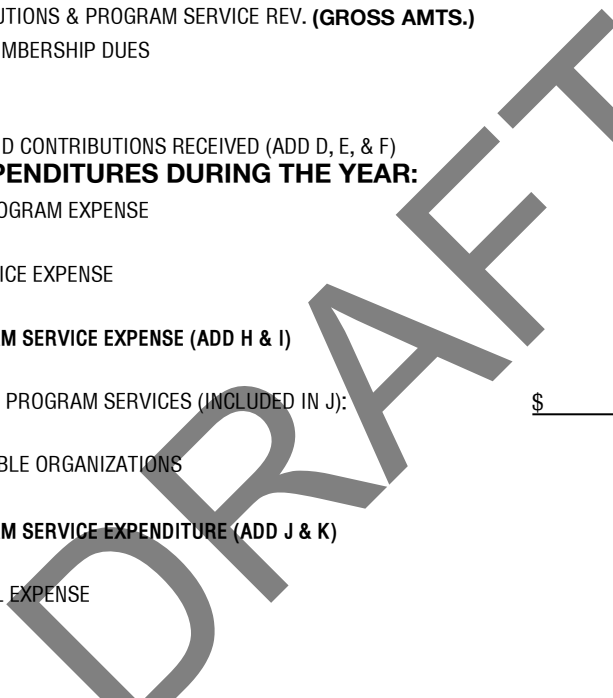 UTIONS & PROGRAM SERVICE REV. (GROSS AMTS.)
MBERSHIP DUES
D CONTRIBUTIONS RECEIVED (ADD D, E, & F)
PENDITURES DURING THE YEAR:
OGRAM EXPENSE
ICE EXPENSE
M SERVICE EXPENSE (ADD H & I)
PROGRAM SERVICES (INCLUDED IN J): $
BLE ORGANIZATIONS
M SERVICE EXPENDITURE (ADD J & K)
L EXPENSE
DRAFT